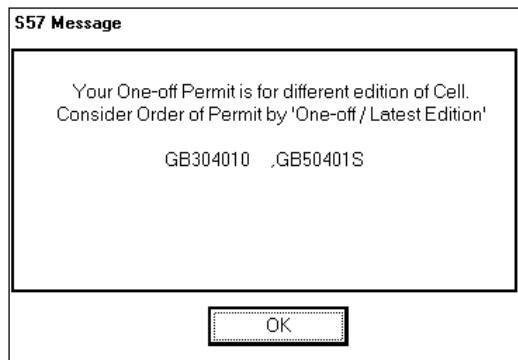 S57 Message
Your One-off Permit is for different edition of Cell.
Consider Order of Permit by 'One-off / Latest Edition'
GB304010 ,GB50401S
OK